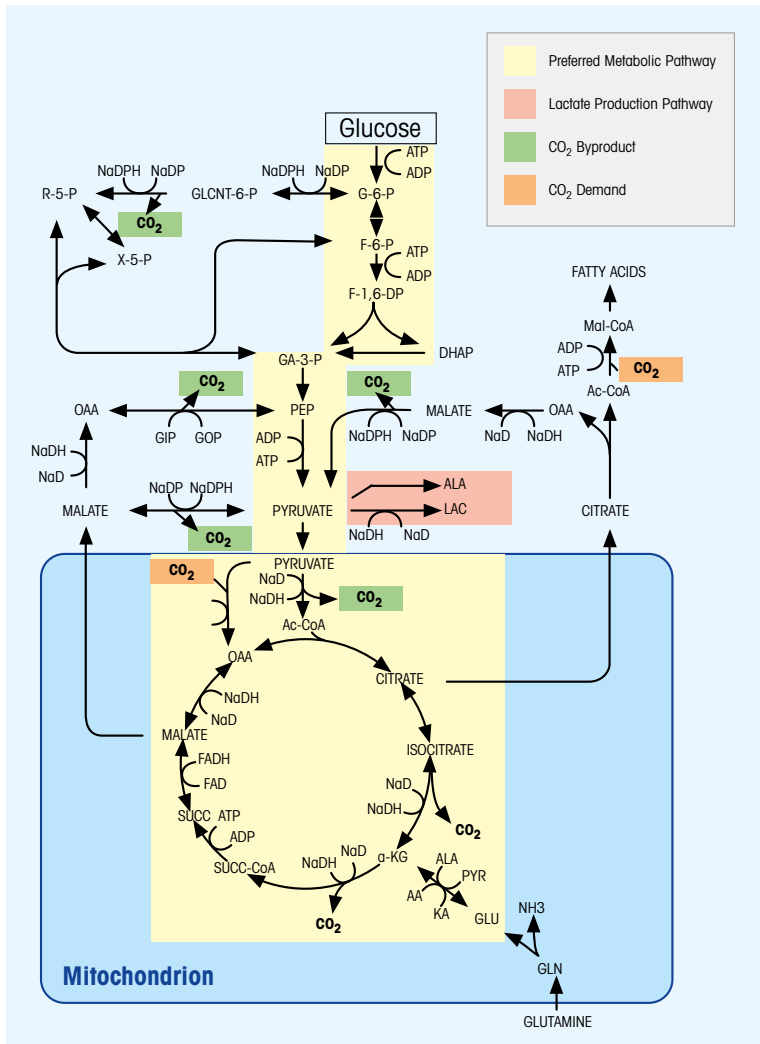 Preferred Metabolic Pathway
Lactate Production Pathway
CO₂ Byproduct
CO₂ Demand
Glucose
ATP
ADP
NaDPH NaDP
NaDPH NaDP
R-5-P
GLCNT-6-P
G-6-P
CO₂
X-5-P
F-6-P
ATP
ADP
F-1,6-DP
FATTY ACIDS
Mal-CoA
ADP
ATP
CO₂
Ac-CoA
GA-3-P
DHAP
CO₂
CO₂
OAA
PEP
MALATE
OAA
GIP GOP
ADP
ATP
NaDPH NaDP
NaD NaDH
NaDH
NaD
NaDP NaDPH
ALA
LAC
MALATE
PYRUVATE
CITRATE
CO₂
NaDH NaD
PYRUVATE
CO₂
NaD
NaDH
CO₂
Ac-CoA
OAA
CITRATE
NaDH
NaD
MALATE
ISOCITRATE
FADH
FAD
NaD
NaDH
SUCC ATP
ADP
CO₂
SUCC-CoA
NaDH NaD
α-KG
ALA
PYR
AA
KA
GLU
CO₂
NH3
Mitochondrion
GLN
GLUTAMINE